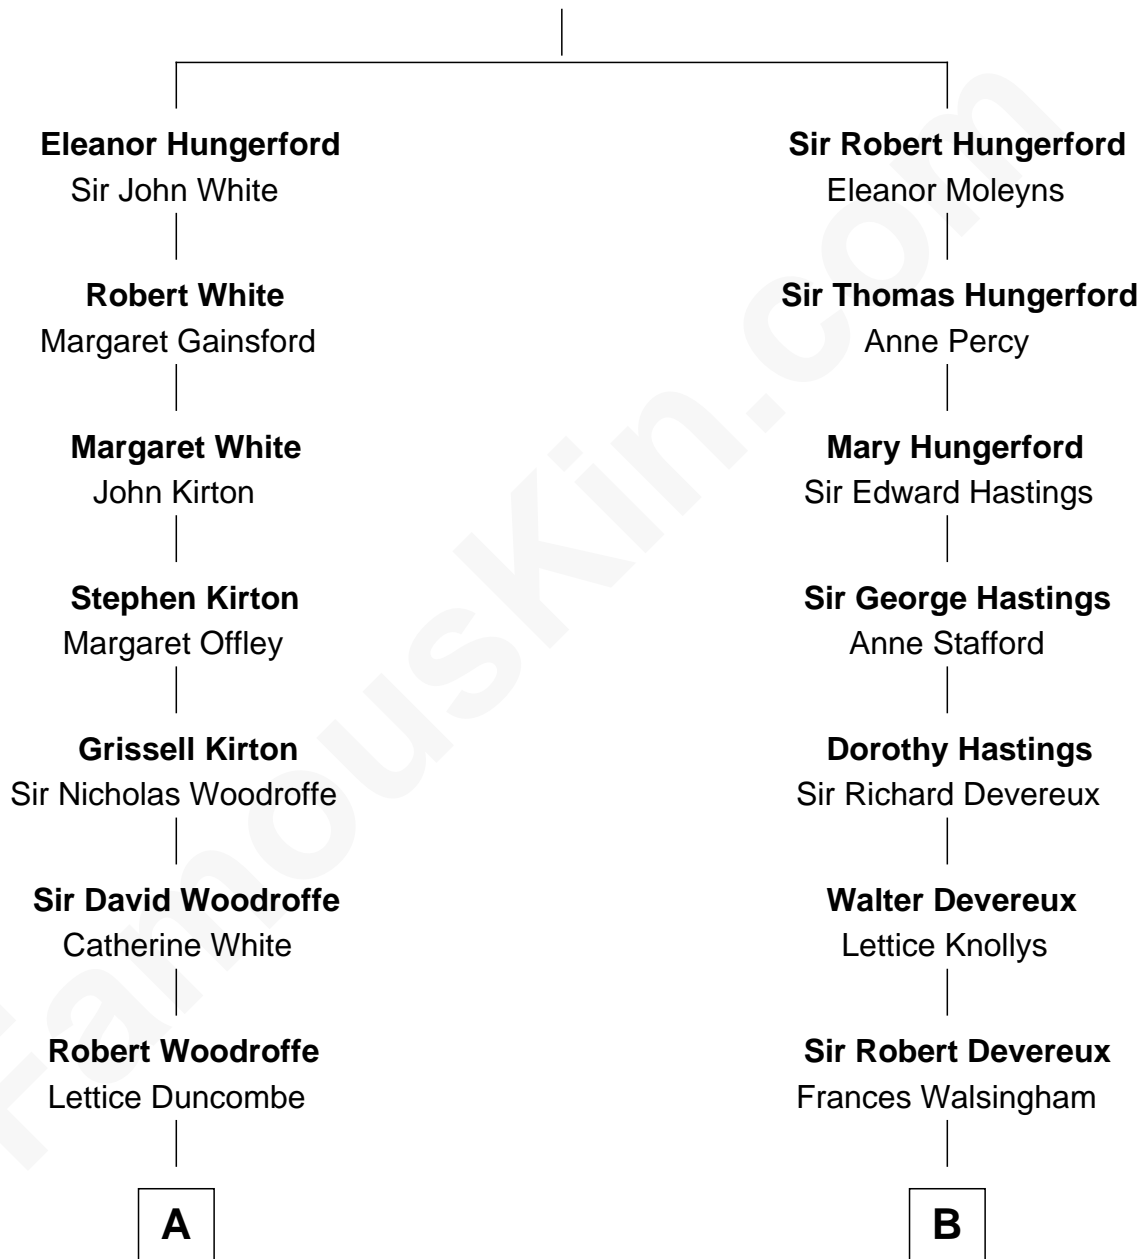 Eleanor Hungerford
Sir John White
Robert White
Margaret Gainsford
Margaret White
John Kirton
Stephen Kirton
Margaret Offley
Grissell Kirton
Sir Nicholas Woodroffe
Sir David Woodroffe
Catherine White
Robert Woodroffe
Lettice Duncombe
A
Sir Robert Hungerford
Eleanor Moleyns
Sir Thomas Hungerford
Anne Percy
Mary Hungerford
Sir Edward Hastings
Sir George Hastings
Anne Stafford
Dorothy Hastings
Sir Richard Devereux
Walter Devereux
Lettice Knollys
Sir Robert Devereux
Frances Walsingham
B
FamousKin.com